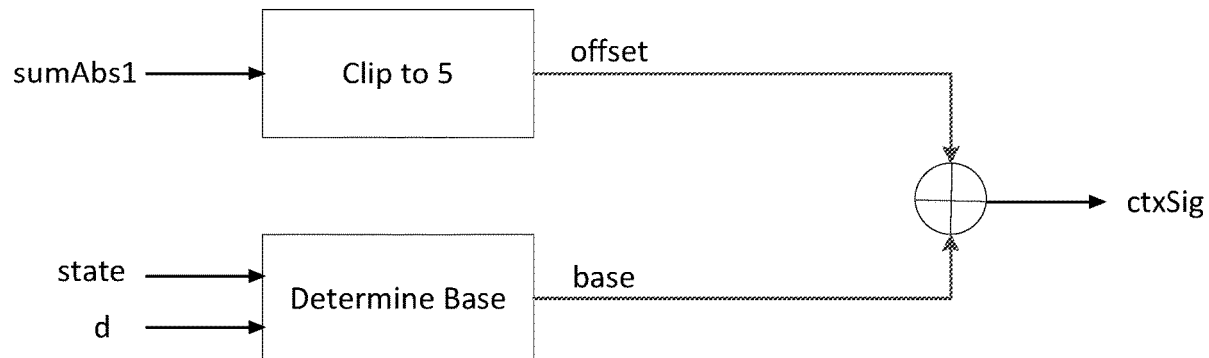 sumAbs1
Clip to 5
offset
ctxSig
state
d
Determine Base
base